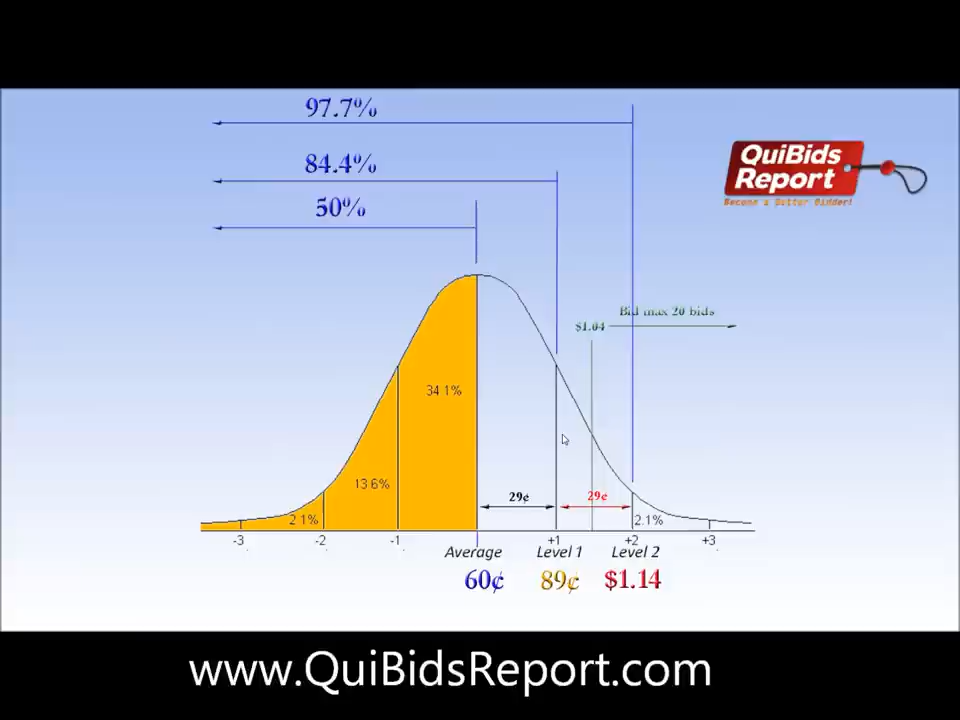 97.7%
84.4%
50%
QuiBids
Report
Become a Better Bidder!
Bid max 20 bids
$1.04
34.1%
13.6%
29¢
29¢
2.1%
2.1%
-3
-2
-1
+1
+2
+3
Average
Level 1
Level 2
60¢
89¢
$1.14
www.QuiBidsReport.com